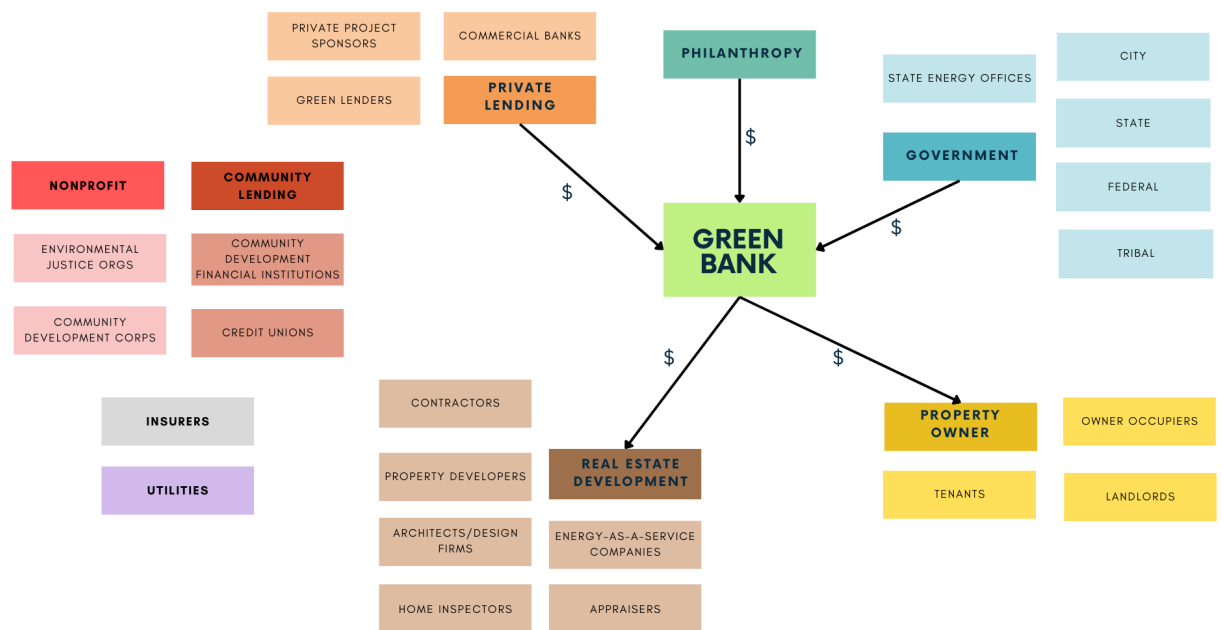 PRIVATE PROJECT
SPONSORS
COMMERCIAL BANKS
GREEN LENDERS
PRIVATE
LENDING
PHILANTHROPY
STATE ENERGY OFFICES
CITY
STATE
GOVERNMENT
FEDERAL
TRIBAL
$
$
$
NONPROFIT
COMMUNITY
LENDING
ENVIRONMENTAL
JUSTICE ORGS
COMMUNITY
DEVELOPMENT
FINANCIAL INSTITUTIONS
COMMUNITY
DEVELOPMENT CORPS
CREDIT UNIONS
GREEN
BANK
$
$
INSURERS
UTILITIES
CONTRACTORS
PROPERTY DEVELOPERS
REAL ESTATE
DEVELOPMENT
ARCHITECTS/DESIGN
FIRMS
ENERGY-AS-A-SERVICE
COMPANIES
HOME INSPECTORS
APPRAISERS
PROPERTY
OWNER
OWNER OCCUPIERS
TENANTS
LANDLORDS